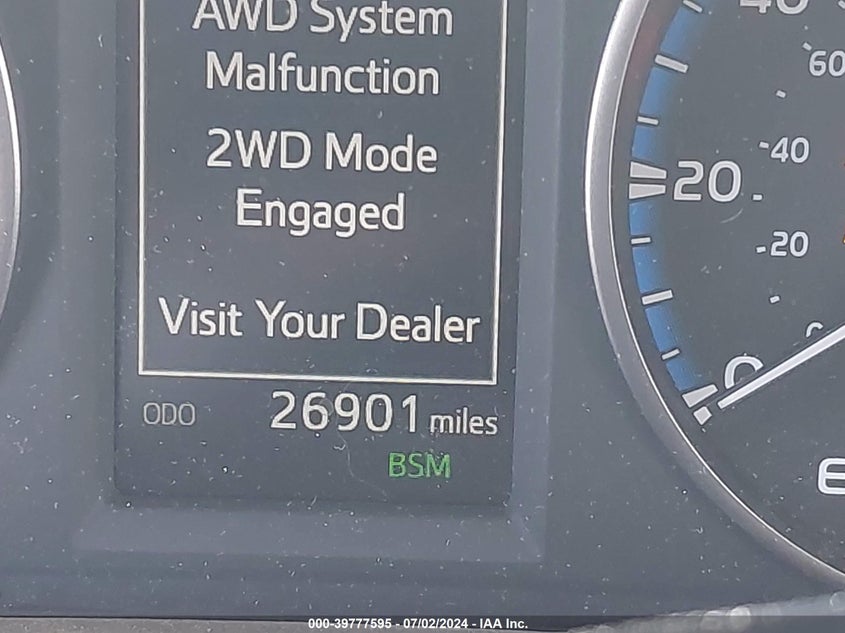 AWD System
Malfunction
2WD Mode
Engaged
Visit Your Dealer
ODO 26901 miles
BSM
40
60
40
20
20
0
000-39777595 - 07/02/2024 - IAA Inc.